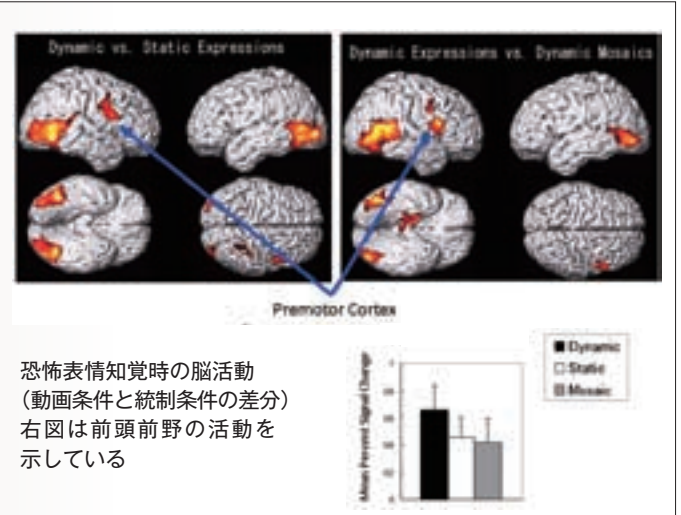 Dynamic vs. Static Expressions
Dynamic Expressions vs. Dynamic Mosaics
Premotor Cortex
恐怖表情知覚時の脳活動
（動画条件と統制条件の差分）
右図は前頭前野の活動を
示している
Mean Percent Signal Change
Dynamic
Static
Mosaic